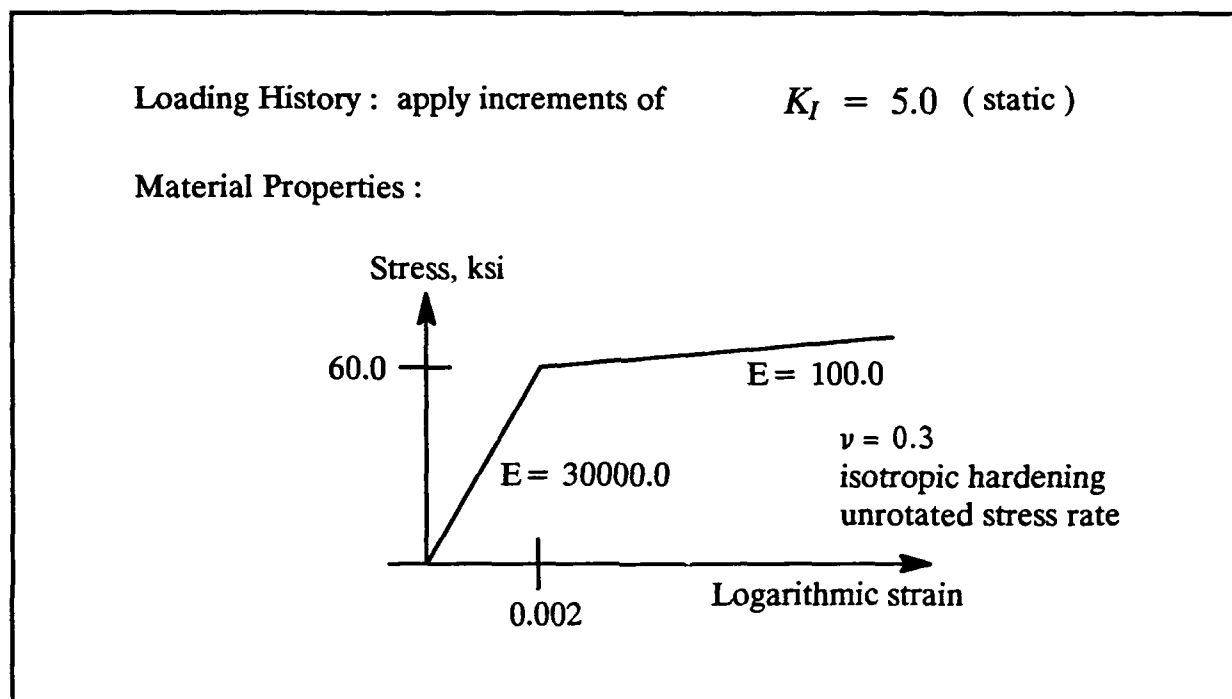 Loading History : apply increments of K_I = 5.0 ( static )
Material Properties :
Stress, ksi
60.0
E = 100.0
ν = 0.3
E = 30000.0
isotropic hardening
unrotated stress rate
Logarithmic strain
0.002